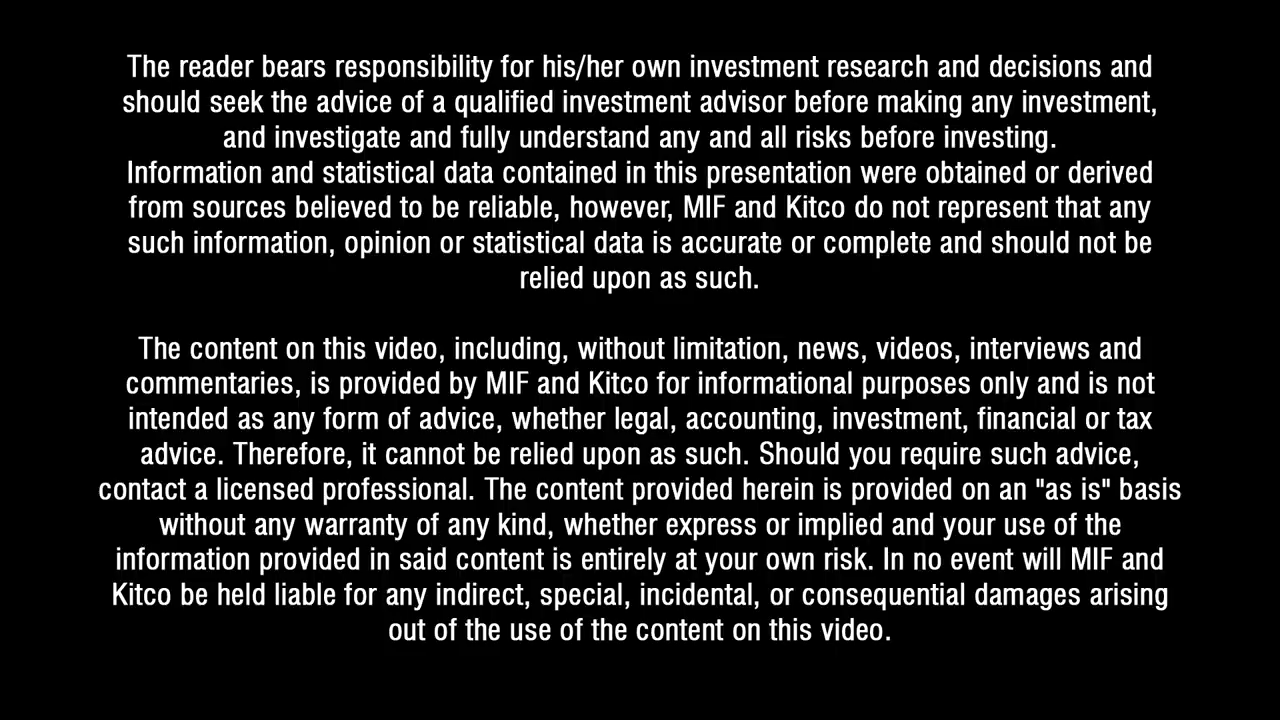 The reader bears responsibility for his/her own investment research and decisions and
should seek the advice of a qualified investment advisor before making any investment,
and investigate and fully understand any and all risks before investing.
Information and statistical data contained in this presentation were obtained or derived
from sources believed to be reliable, however, MIF and Kitco do not represent that any
such information, opinion or statistical data is accurate or complete and should not be
relied upon as such.
The content on this video, including, without limitation, news, videos, interviews and
commentaries, is provided by MIF and Kitco for informational purposes only and is not
intended as any form of advice, whether legal, accounting, investment, financial or tax
advice. Therefore, it cannot be relied upon as such. Should you require such advice,
contact a licensed professional. The content provided herein is provided on an "as is" basis
without any warranty of any kind, whether express or implied and your use of the
information provided in said content is entirely at your own risk. In no event will MIF and
Kitco be held liable for any indirect, special, incidental, or consequential damages arising
out of the use of the content on this video.